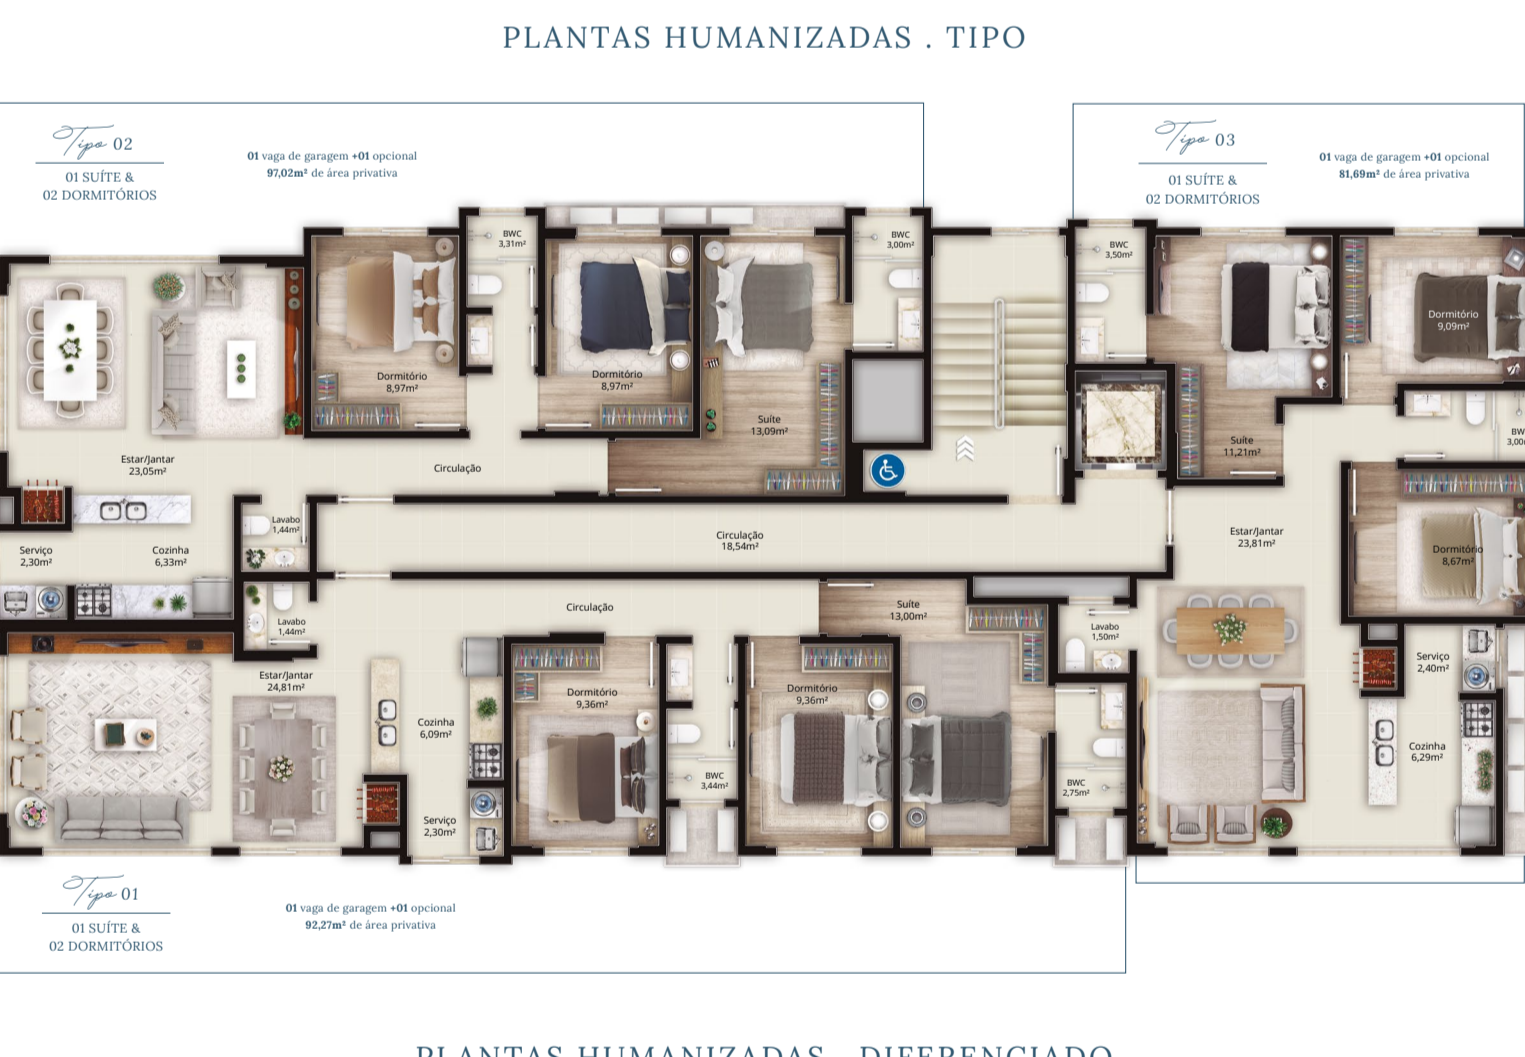 PLANTAS HUMANIZADAS . TIPO
Tipo 02
01 SUÍTE &
02 DORMITÓRIOS
01 vaga de garagem +01 opcional
97,02m² de área privativa
Tipo 03
01 SUÍTE &
02 DORMITÓRIOS
01 vaga de garagem +01 opcional
81,69m² de área privativa
BWC
3,31m²
BWC
3,00m²
BWC
3,50m²
Dormitório
9,09m²
Dormitório
8,97m²
Dormitório
8,97m²
Suíte
13,09m²
Suíte
11,21m²
BW
3,00
Estar/Jantar
23,05m²
Circulação
Lavabo
1,44m²
Circulação
18,54m²
Estar/Jantar
23,81m²
Serviço
2,30m²
Cozinha
6,33m²
Dormitório
8,67m²
Circulação
Suíte
13,00m²
Lavabo
1,44m²
Lavabo
1,50m²
Estar/Jantar
24,81m²
Dormitório
9,36m²
Dormitório
9,36m²
Serviço
2,40m²
Cozinha
6,09m²
Cozinha
6,29m²
BWC
3,44m²
BWC
2,75m²
Serviço
2,30m²
Tipo 01
01 SUÍTE &
02 DORMITÓRIOS
01 vaga de garagem +01 opcional
92,27m² de área privativa
PLANTAS HUMANIZADAS . DIFERENCIADO